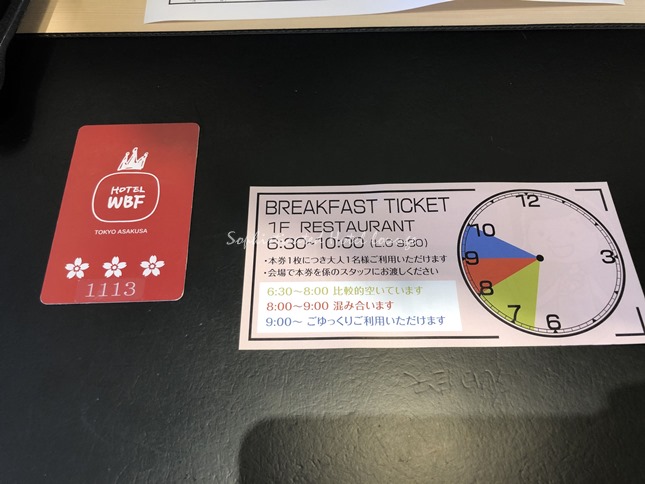 HOTEL
WBF
TOKYO ASAKUSA
1113
BREAKFAST TICKET
1F RESTAURANT
6:30~10:00
・本券1枚につき大人1名様ご利用いただけます
・会場で本券を係のスタッフにお渡しください
6:30～8:00 比較的空いています
8:00～9:00 混み合います
9:00～ ごゆっくりご利用いただけます
12
10
9
3
8
7
6